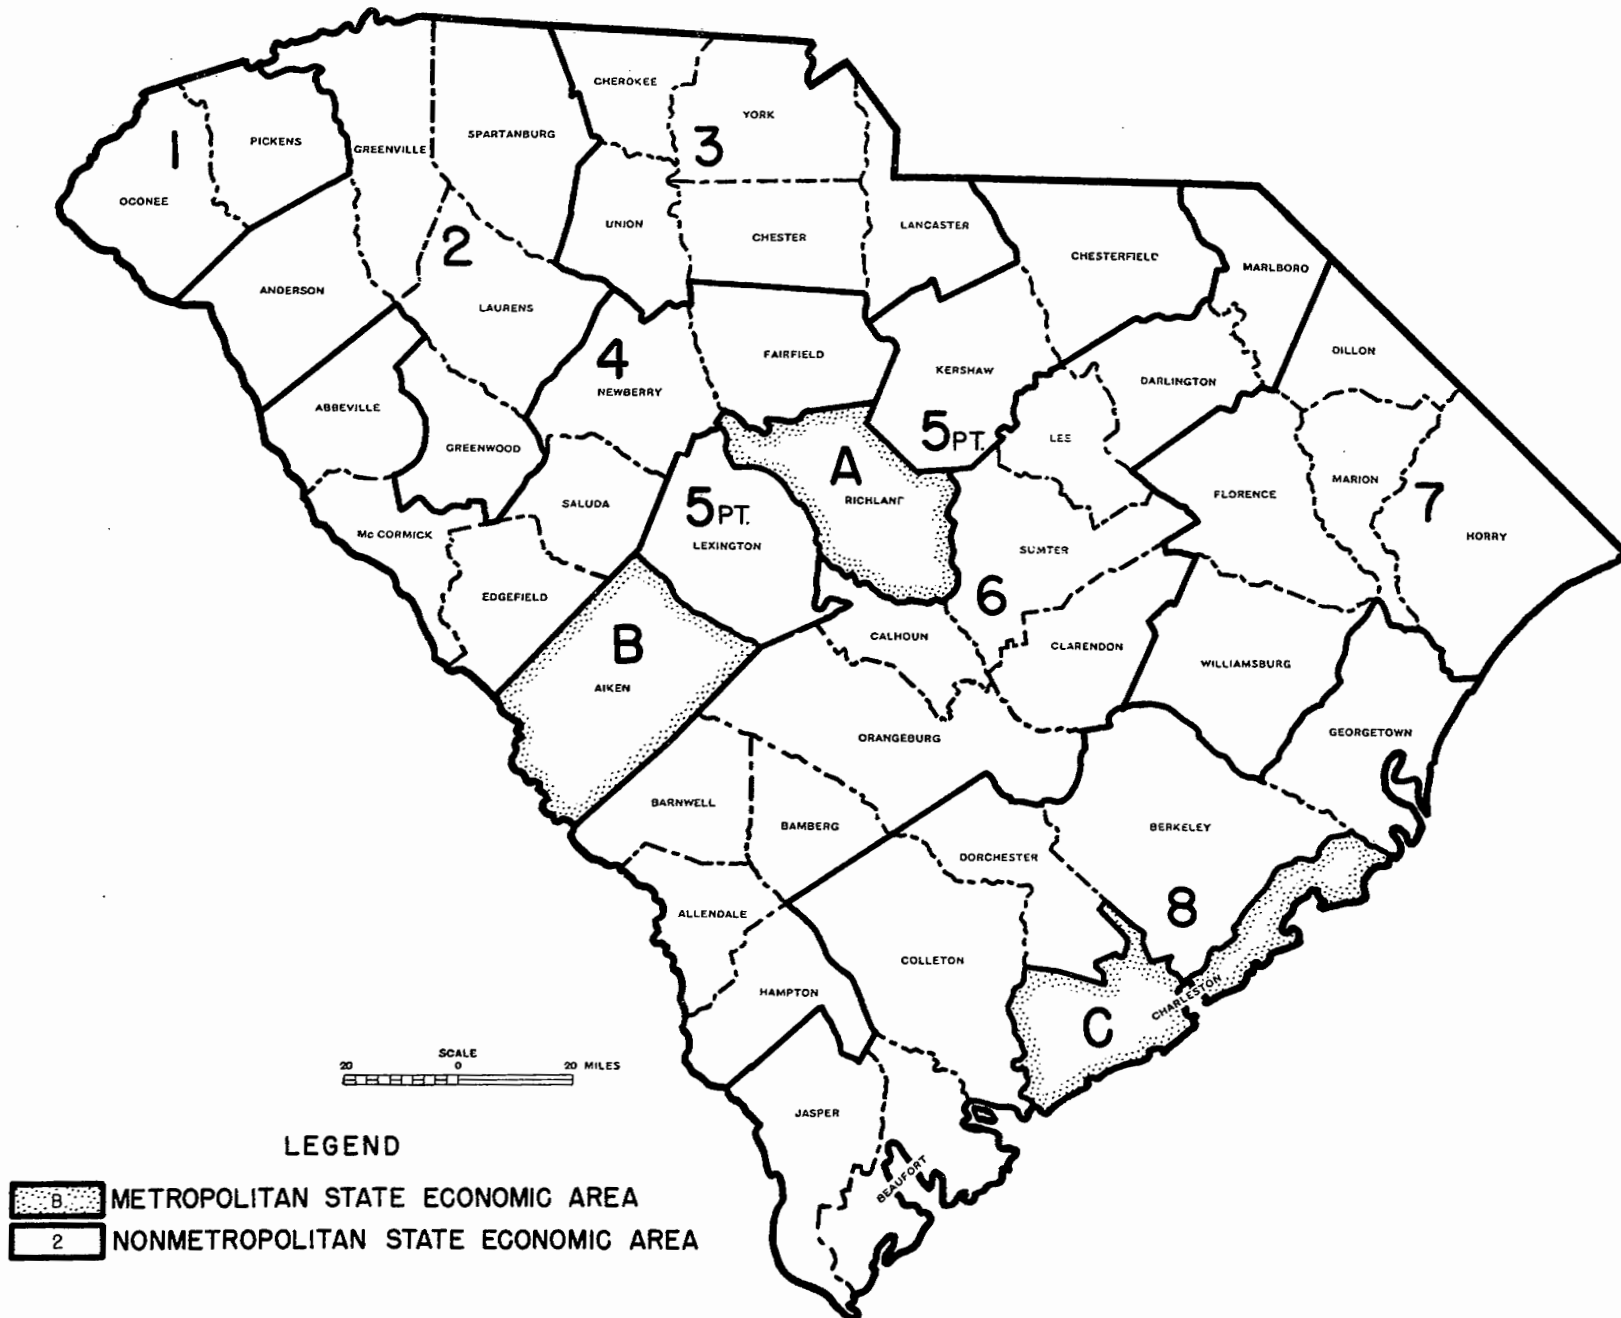 CHEROKEE
YORK
SPARTANBURG
PICKENS
GREENVILLE
1
3
OCONEE
UNION
CHESTER
LANCASTER
2
CHESTERFIELD
MARLBORO
ANDERSON
LAURENS
FAIRFIELD
DILLON
4
KERSHAW
DARLINGTON
NEWBERRY
ABBEVILLE
5PT.
LEE
GREENWOOD
A
RICHLAND
MARION
FLORENCE
7
SALUDA
5PT.
McCORMICK
LEXINGTON
SUMTER
HORRY
EDGEFIELD
6
CALHOUN
B
CLARENDON
WILLIAMSBURG
AIKEN
ORANGEBURG
GEORGETOWN
BARNWELL
BAMBERG
BERKELEY
DORCHESTER
8
ALLENDALE
COLLETON
HAMPTON
CHARLESTON
C
JASPER
BEAUFORT
SCALE
20 0 20 MILES
LEGEND
B METROPOLITAN STATE ECONOMIC AREA
2 NONMETROPOLITAN STATE ECONOMIC AREA